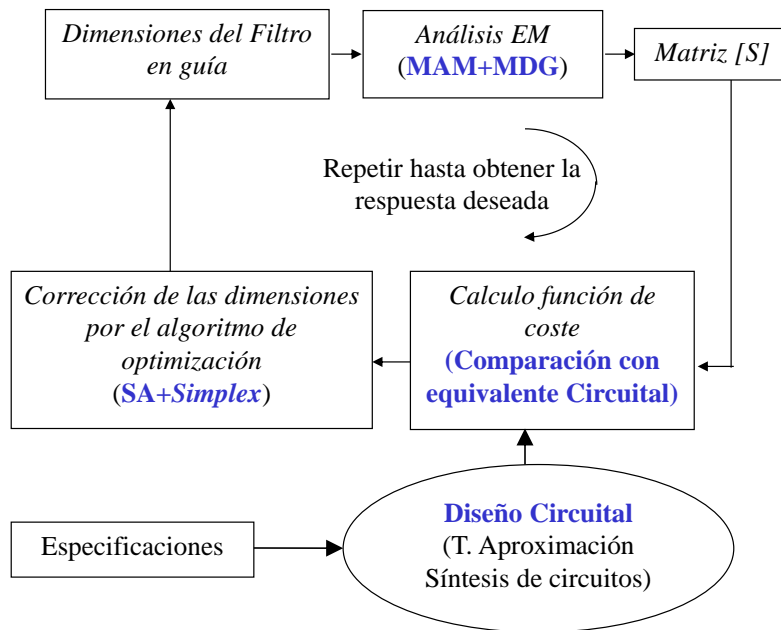 Dimensiones del Filtro
en guía
Análisis EM
(MAM+MDG)
Matriz [S]
Repetir hasta obtener la
respuesta deseada
Corrección de las dimensiones
por el algoritmo de
optimización
(SA+Simplex)
Calculo función de
coste
(Comparación con
equivalente Circuital)
Especificaciones
Diseño Circuital
(T. Aproximación
Síntesis de circuitos)